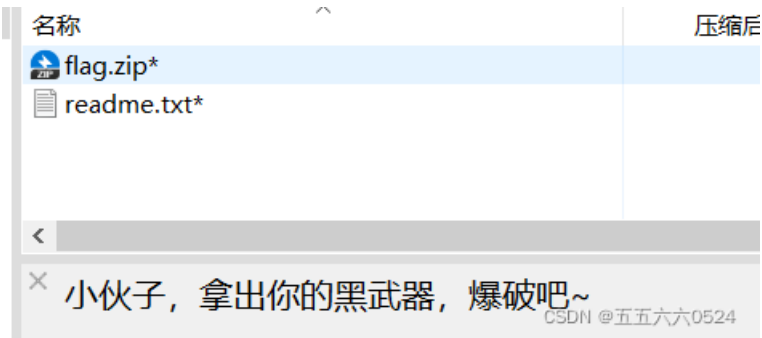 名称 压缩后
flag.zip*
ZIP
readme.txt*
小伙子，拿出你的黑武器，爆破吧~
CSDN @五五六六0524